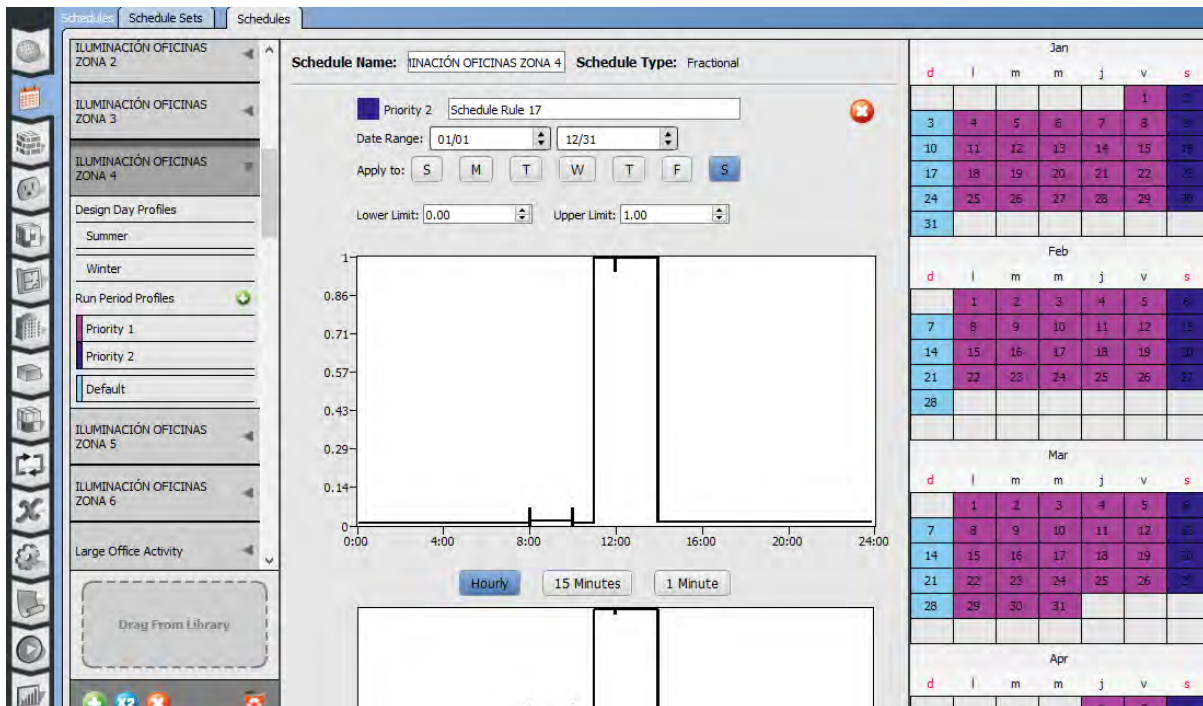 Schedules Schedule Sets Schedules
ILUMINACIÓN OFICINAS
ZONA 2
ILUMINACIÓN OFICINAS
ZONA 3
ILUMINACIÓN OFICINAS
ZONA 4
Design Day Profiles
Summer
Winter
Run Period Profiles
Priority 1
Priority 2
Default
ILUMINACIÓN OFICINAS
ZONA 5
ILUMINACIÓN OFICINAS
ZONA 6
Large Office Activity
Drag From Library
X2
Schedule Name: INACIÓN OFICINAS ZONA 4 Schedule Type: Fractional
Priority 2 Schedule Rule 17
Date Range: 01/01 12/31
Apply to: S M T W T F S
Lower Limit: 0.00 Upper Limit: 1.00
1
0.86
0.71
0.57
0.43
0.29
0.14
0
0:00 4:00 8:00 12:00 16:00 20:00 24:00
Hourly 15 Minutes 1 Minute
Jan
d l m m j v s
1
3 4 5 6 7 8
10 11 12 13 14 15
17 18 19 20 21 22
24 25 26 27 28 29 30
31
Feb
d l m m j v s
1 2 3 4 5 6
7 8 9 10 11 12
14 15 16 17 18 19 20
21 22 23 24 25 26 27
28
Mar
d l m m j v s
1 2 3 4 5 6
7 8 9 10 11 12
14 15 16 17 18 19 20
21 22 23 24 25 26
28 29 30 31
Apr
d l m m j v s